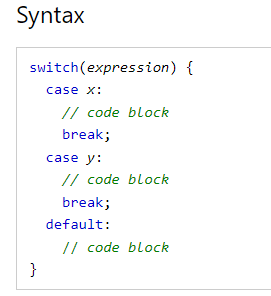 Syntax
switch(expression) {
  case x:
    // code block
    break;
  case y:
    // code block
    break;
  default:
    // code block
}